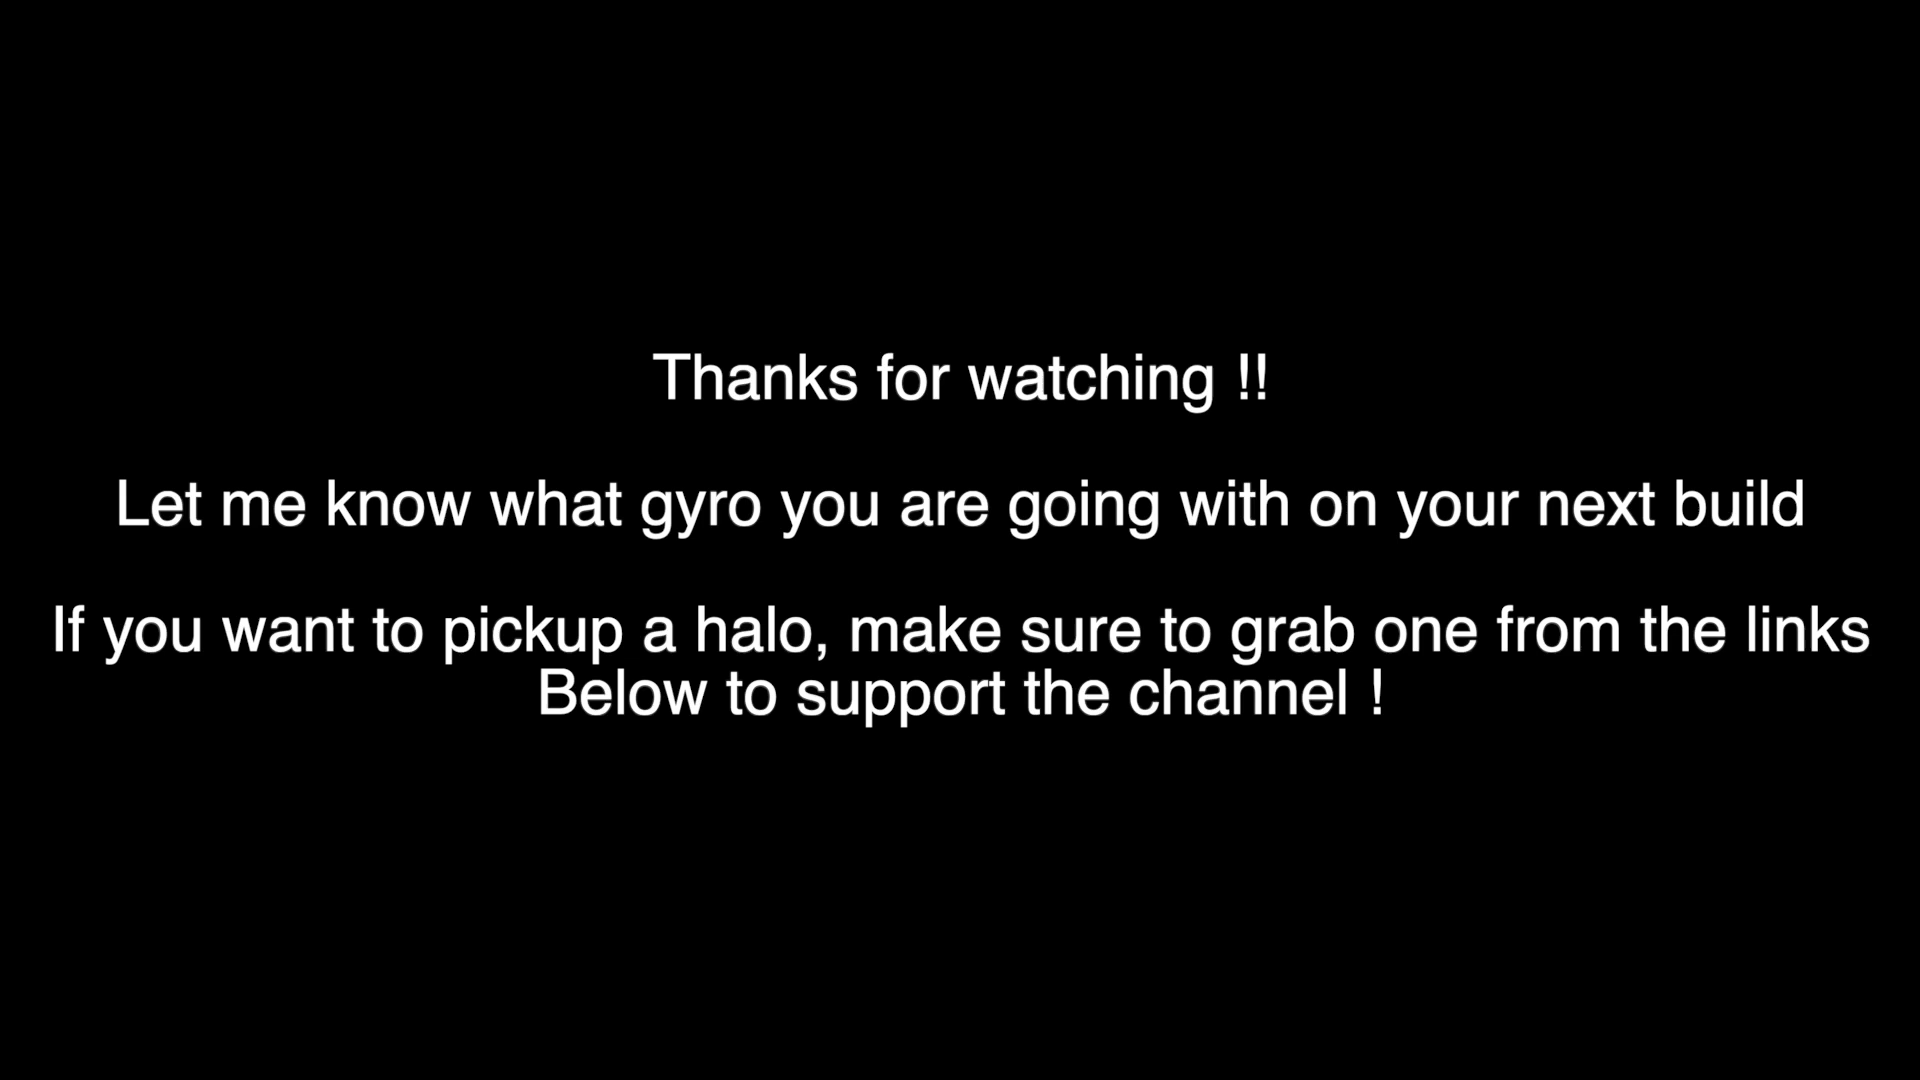 Thanks for watching !!
Let me know what gyro you are going with on your next build
If you want to pickup a halo, make sure to grab one from the links
Below to support the channel !